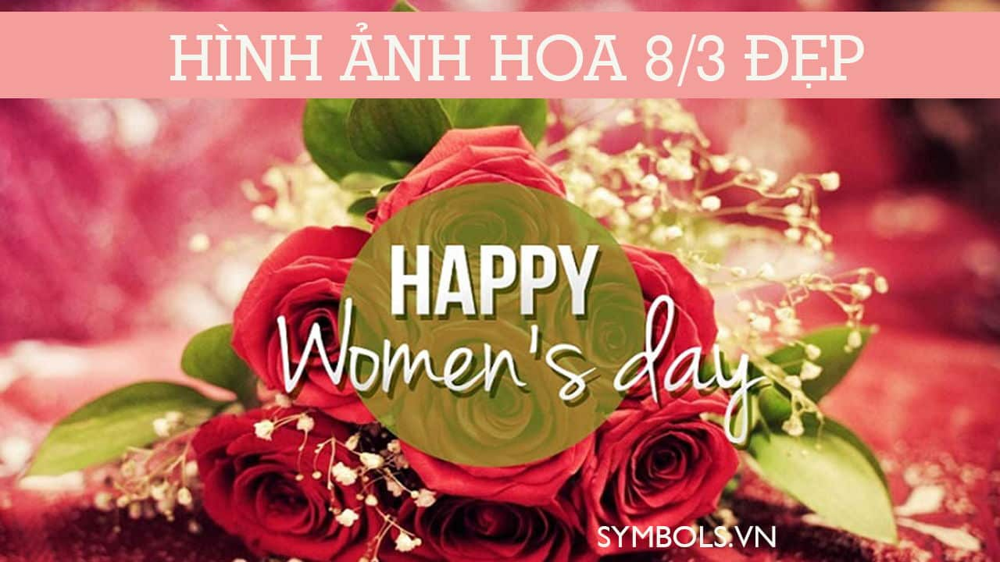 HÌNH ẢNH HOA 8/3 ĐẸP
HAPPY
Women's day
SYMBOLS.VN